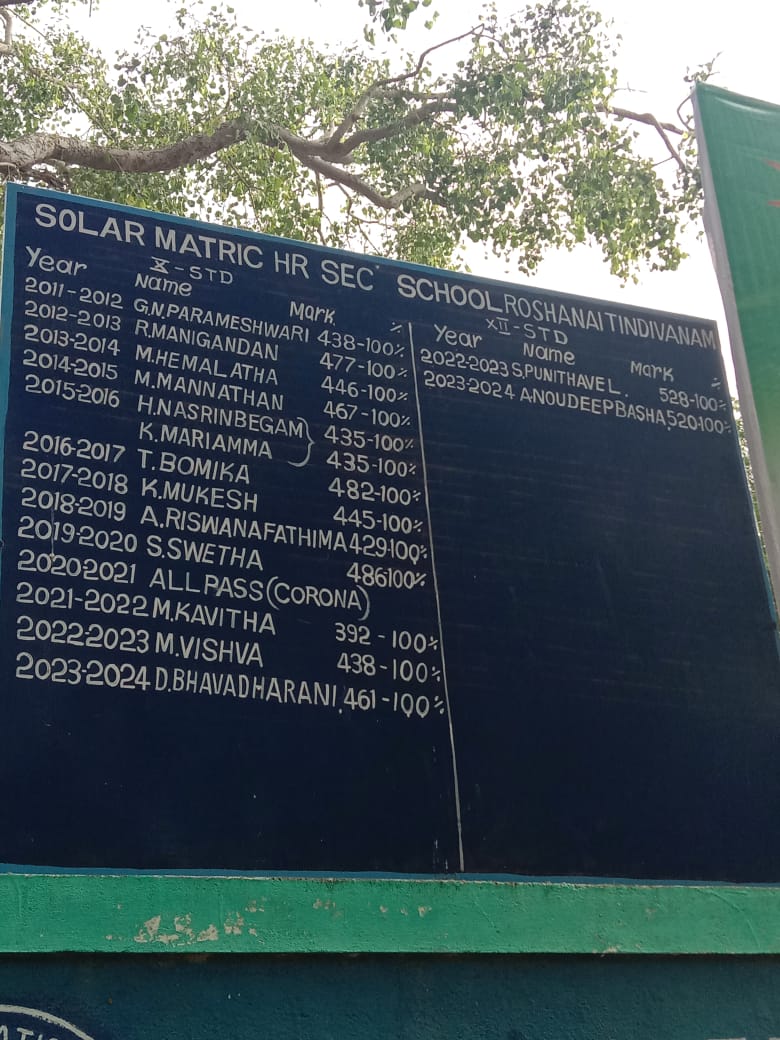 SOLAR MATRIC HR SEC SCHOOL ROSHANAI TINDIVANAM
X-STD
Year Name Mark %
2011-2012 G.N.PARAMESHWARI 438-100%
2012-2013 R.MANIGANDAN 477-100%
2013-2014 M.HEMALATHA 446-100%
2014-2015 M.MANNATHAN 467-100%
2015-2016 H.NASRINBEGAM 435-100%
K.MARIAMMA 435-100%
2016-2017 T.BOMIKA 482-100%
2017-2018 K.MUKESH 445-100%
2018-2019 A.RISWANAFATHIMA 429-100%
2019-2020 S.SWETHA 486100%
2020-2021 ALL PASS (CORONA)
2021-2022 M.KAVITHA 392-100%
2022-2023 M.VISHVA 438-100%
2023-2024 D.BHAVADHARANI, 461-100%
XII-STD
Year Name Mark %
2022-2023 S.PUNITHAVEL. 528-100%
2023-2024 A.NOUDEEPBASHA, 520-100%